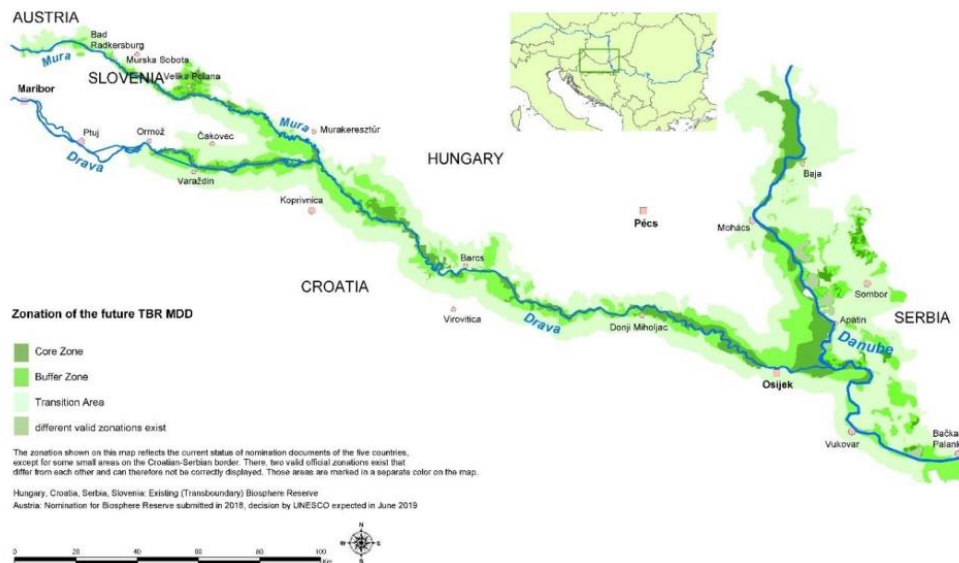 AUSTRIA
Bad
Radkersburg
Mura
Murska Sobota
SLOVENIA
Velika Polana
Maribor
Ptuj
Ormož
Čakovec
Mura
Murakeresztúr
Drava
Varaždin
HUNGARY
Koprivnica
Baja
Pécs
Mohács
Barcs
CROATIA
Sombor
Virovitica
Drava
Donji Miholjac
Apatin
SERBIA
Danube
Osijek
Vukovar
Bačka
Palank
Zonation of the future TBR MDD
Core Zone
Buffer Zone
Transition Area
different valid zonations exist
The zonation shown on this map reflects the current status of nomination documents of the five countries,
except for some small areas on the Croatian-Serbian border. There, two valid official zonations exist that
differ from each other and can therefore not be correctly displayed. Those areas are marked in a separate color on the map.
Hungary, Croatia, Serbia, Slovenia: Existing (Transboundary) Biosphere Reserve
Austria: Nomination for Biosphere Reserve submitted in 2018, decision by UNESCO expected in June 2019
N
W E
S
0 20 40 60 80 100
Km